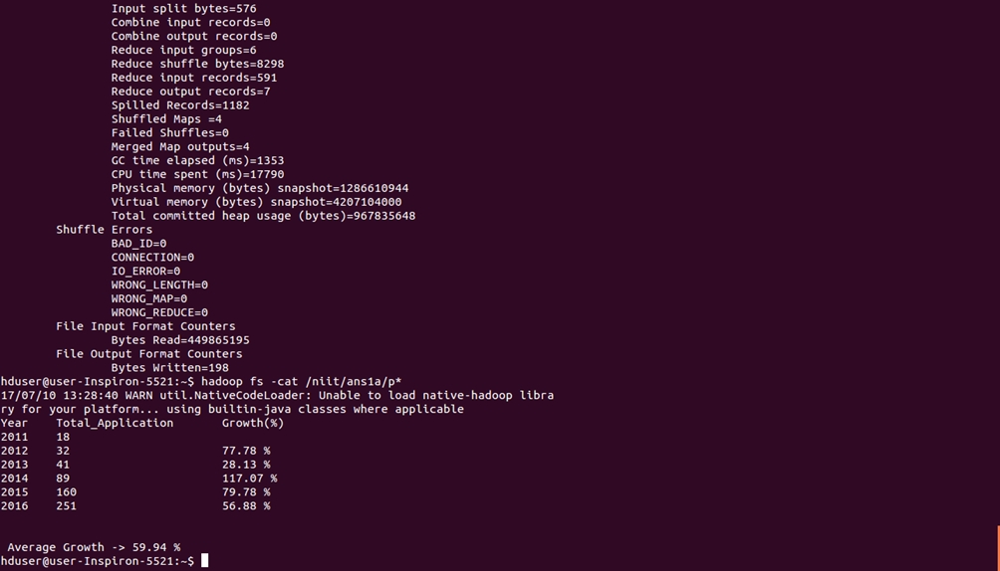 Input split bytes=576
Combine input records=0
Combine output records=0
Reduce input groups=6
Reduce shuffle bytes=8298
Reduce input records=591
Reduce output records=7
Spilled Records=1182
Shuffled Maps =4
Failed Shuffles=0
Merged Map outputs=4
GC time elapsed (ms)=1353
CPU time spent (ms)=17790
Physical memory (bytes) snapshot=1286610944
Virtual memory (bytes) snapshot=4207104000
Total committed heap usage (bytes)=967835648
Shuffle Errors
BAD_ID=0
CONNECTION=0
IO_ERROR=0
WRONG_LENGTH=0
WRONG_MAP=0
WRONG_REDUCE=0
File Input Format Counters
Bytes Read=449865195
File Output Format Counters
Bytes Written=198
hduser@user-Inspiron-5521:~$ hadoop fs -cat /niit/ans1a/p*
17/07/10 13:28:40 WARN util.NativeCodeLoader: Unable to load native-hadoop libra
ry for your platform... using builtin-java classes where applicable
Year Total_Application Growth(%)
2011 18
2012 32 77.78 %
2013 41 28.13 %
2014 89 117.07 %
2015 160 79.78 %
2016 251 56.88 %
Average Growth -> 59.94 %
hduser@user-Inspiron-5521:~$